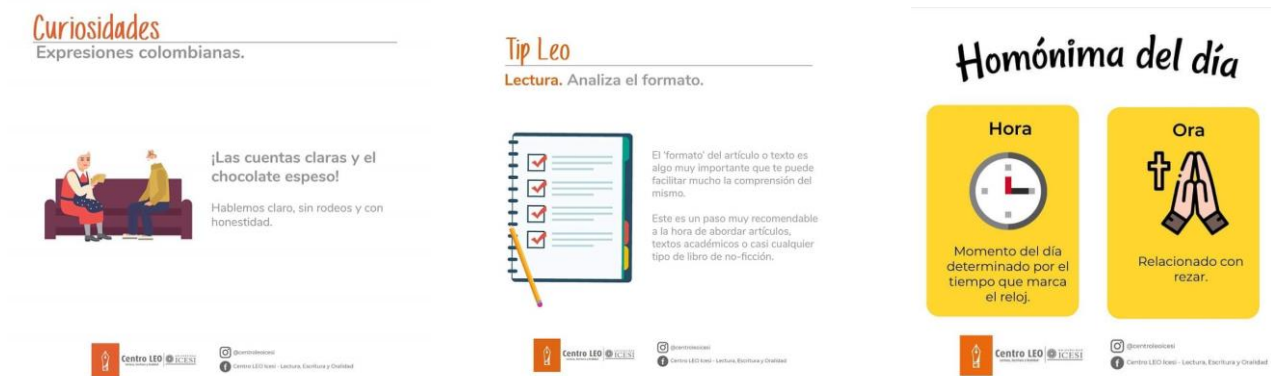 Curiosidades
Expresiones colombianas.
¡Las cuentas claras y el
chocolate espeso!
Hablemos claro, sin rodeos y con
honestidad.
Centro LEO
ICESI
@centroleoicesi
Centro LEO Icesi - Lectura, Escritura y Oralidad
Tip Leo
Lectura. Analiza el formato.
El 'formato' del artículo o texto es
algo muy importante que te puede
facilitar mucho la comprensión del
mismo.
Este es un paso muy recomendable
a la hora de abordar artículos,
textos académicos o casi cualquier
tipo de libro de no-ficción.
Centro LEO
ICESI
@centroleoicesi
Centro LEO Icesi - Lectura, Escritura y Oralidad
Homónima del día
Hora
Momento del día
determinado por el
tiempo que marca
el reloj.
Ora
Relacionado con
rezar.
Centro LEO
ICESI
@centroleoicesi
Centro LEO Icesi - Lectura, Escritura y Oralidad